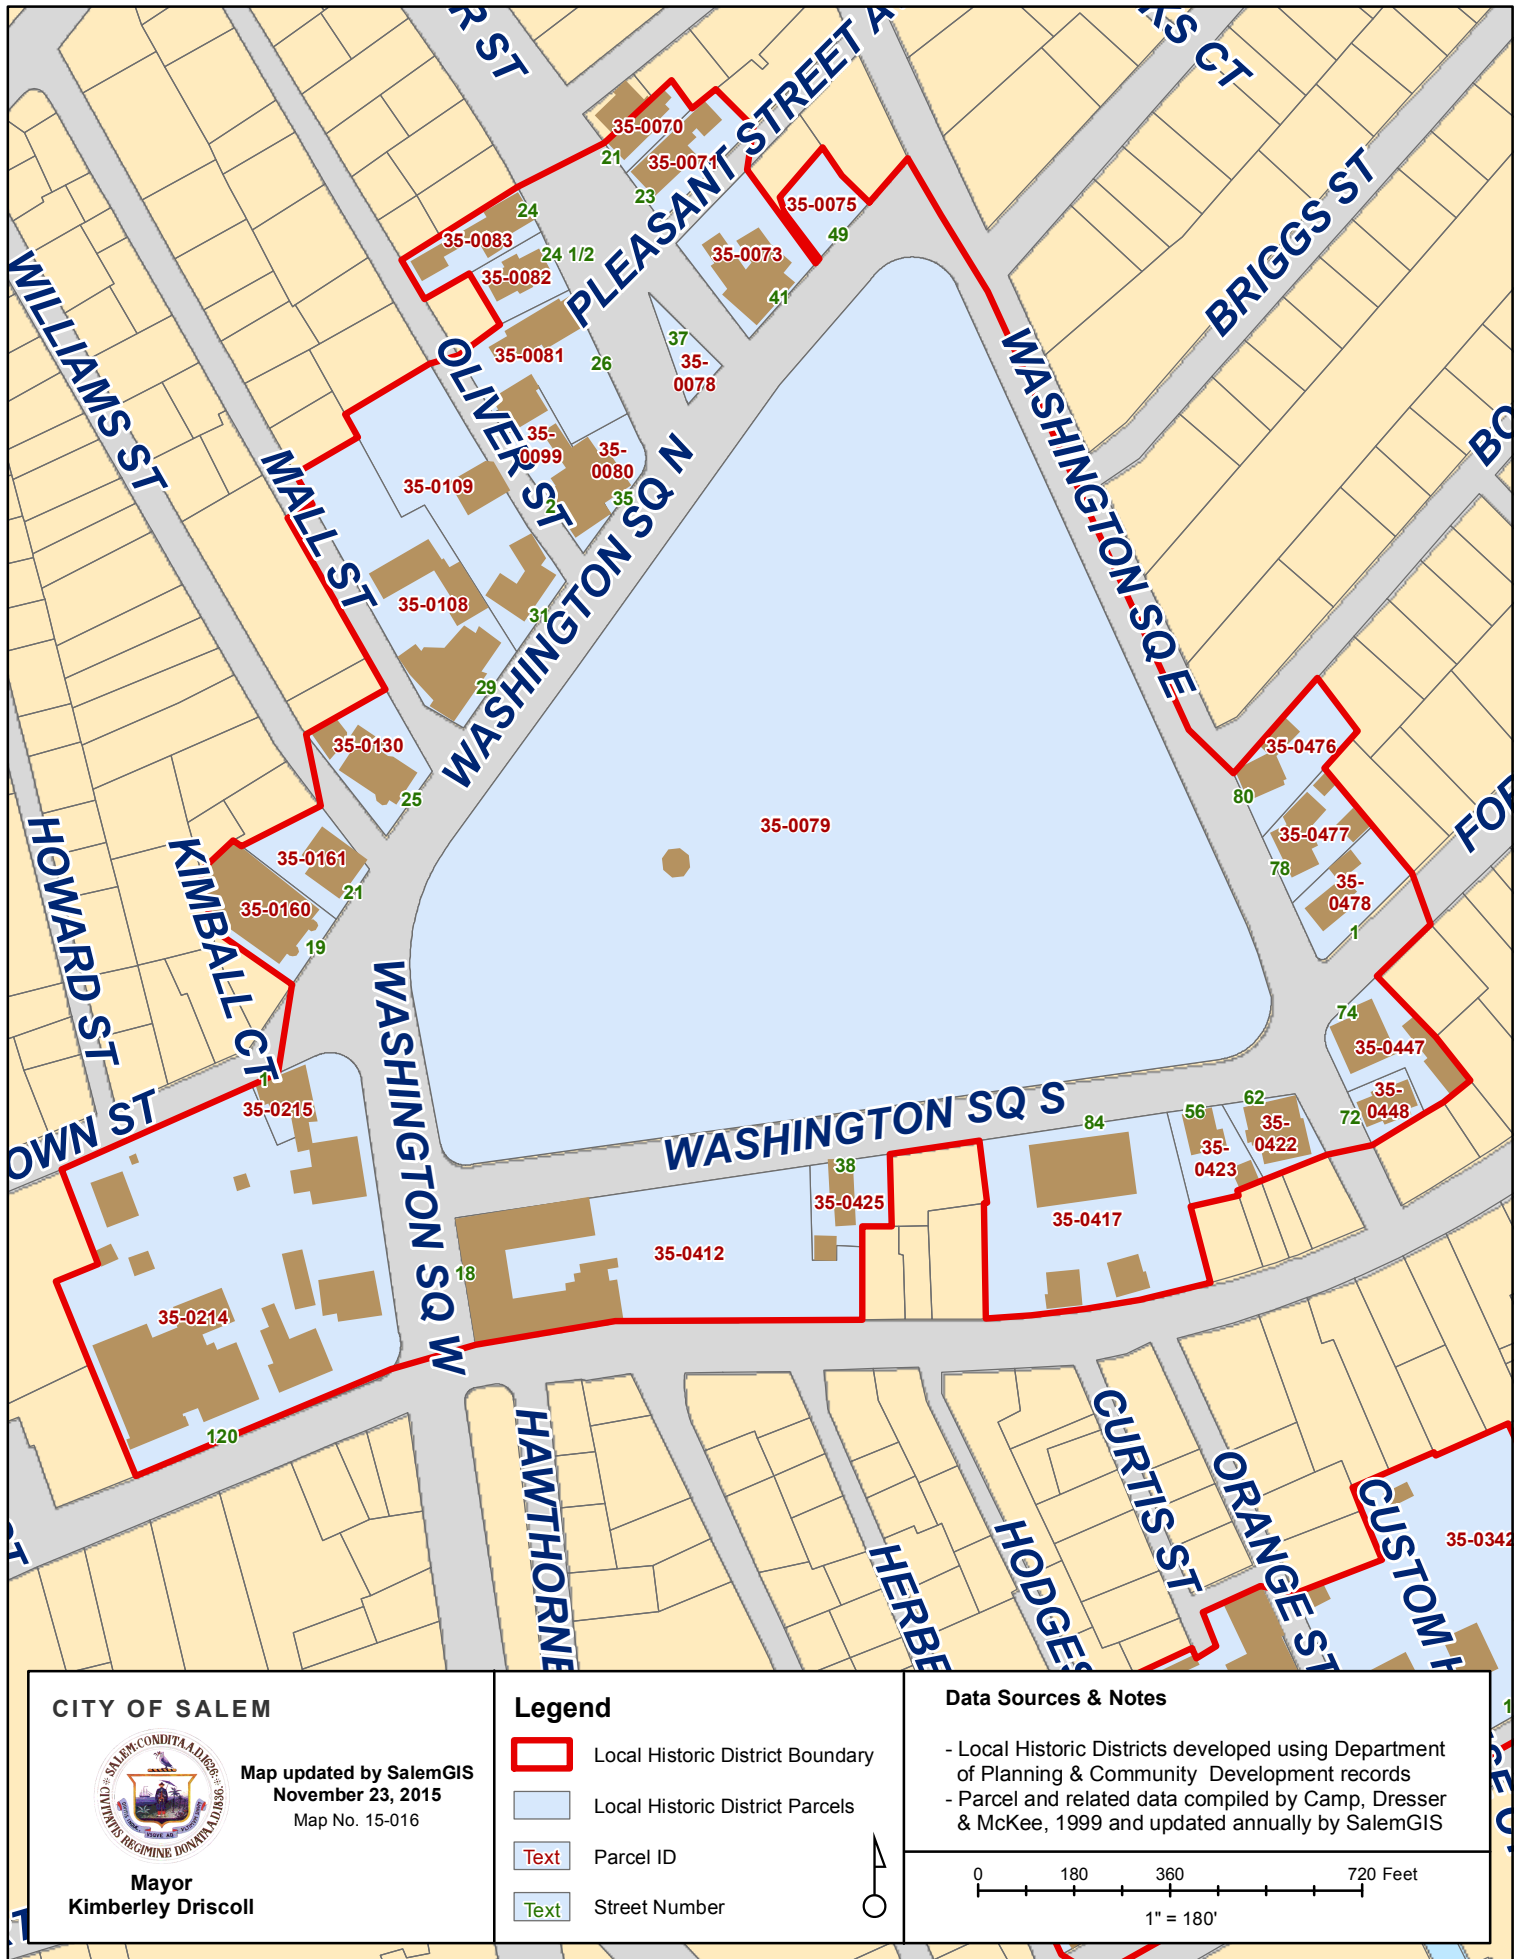 R ST
KS CT
PLEASANT STREET A
35-0070
21
35-0071
23
24
35-0083
24 1/2
35-0082
35-0075
49
35-0073
41
BRIGGS ST
WILLIAMS ST
OLIVER ST
35-0081
26
37
35-
0078
WASHINGTON SQ E
BO
MALL ST
35-
0099
35-
0080
35-0109
2
35
WASHINGTON SQ N
35-0108
31
29
35-0130
25
35-0476
80
35-0079
35-0477
78
35-
0478
1
FOR
HOWARD ST
KIMBALL CT
35-0161
21
35-0160
19
WASHINGTON SQ W
74
35-0447
35-
0448
72
1
35-0215
OWN ST
WASHINGTON SQ S
84
56
62
35-
0422
35-
0423
38
35-0425
35-0417
35-0412
18
35-0214
120
HAWTHORNE
HERBE
HODGES
CURTIS ST
ORANGE ST
CUSTOM H
35-0342
1
SE C
ST
T
CITY OF SALEM
SALEM: CONDITA A.D. 1626:
CIVITATIS REGIMINE DONATA, A.D. 1836.
Map updated by SalemGIS
November 23, 2015
Map No. 15-016
Mayor
Kimberley Driscoll
Legend
Local Historic District Boundary
Local Historic District Parcels
Text Parcel ID
Text Street Number
Data Sources & Notes
- Local Historic Districts developed using Department
of Planning & Community Development records
- Parcel and related data compiled by Camp, Dresser
& McKee, 1999 and updated annually by SalemGIS
0 180 360 720 Feet
1" = 180'